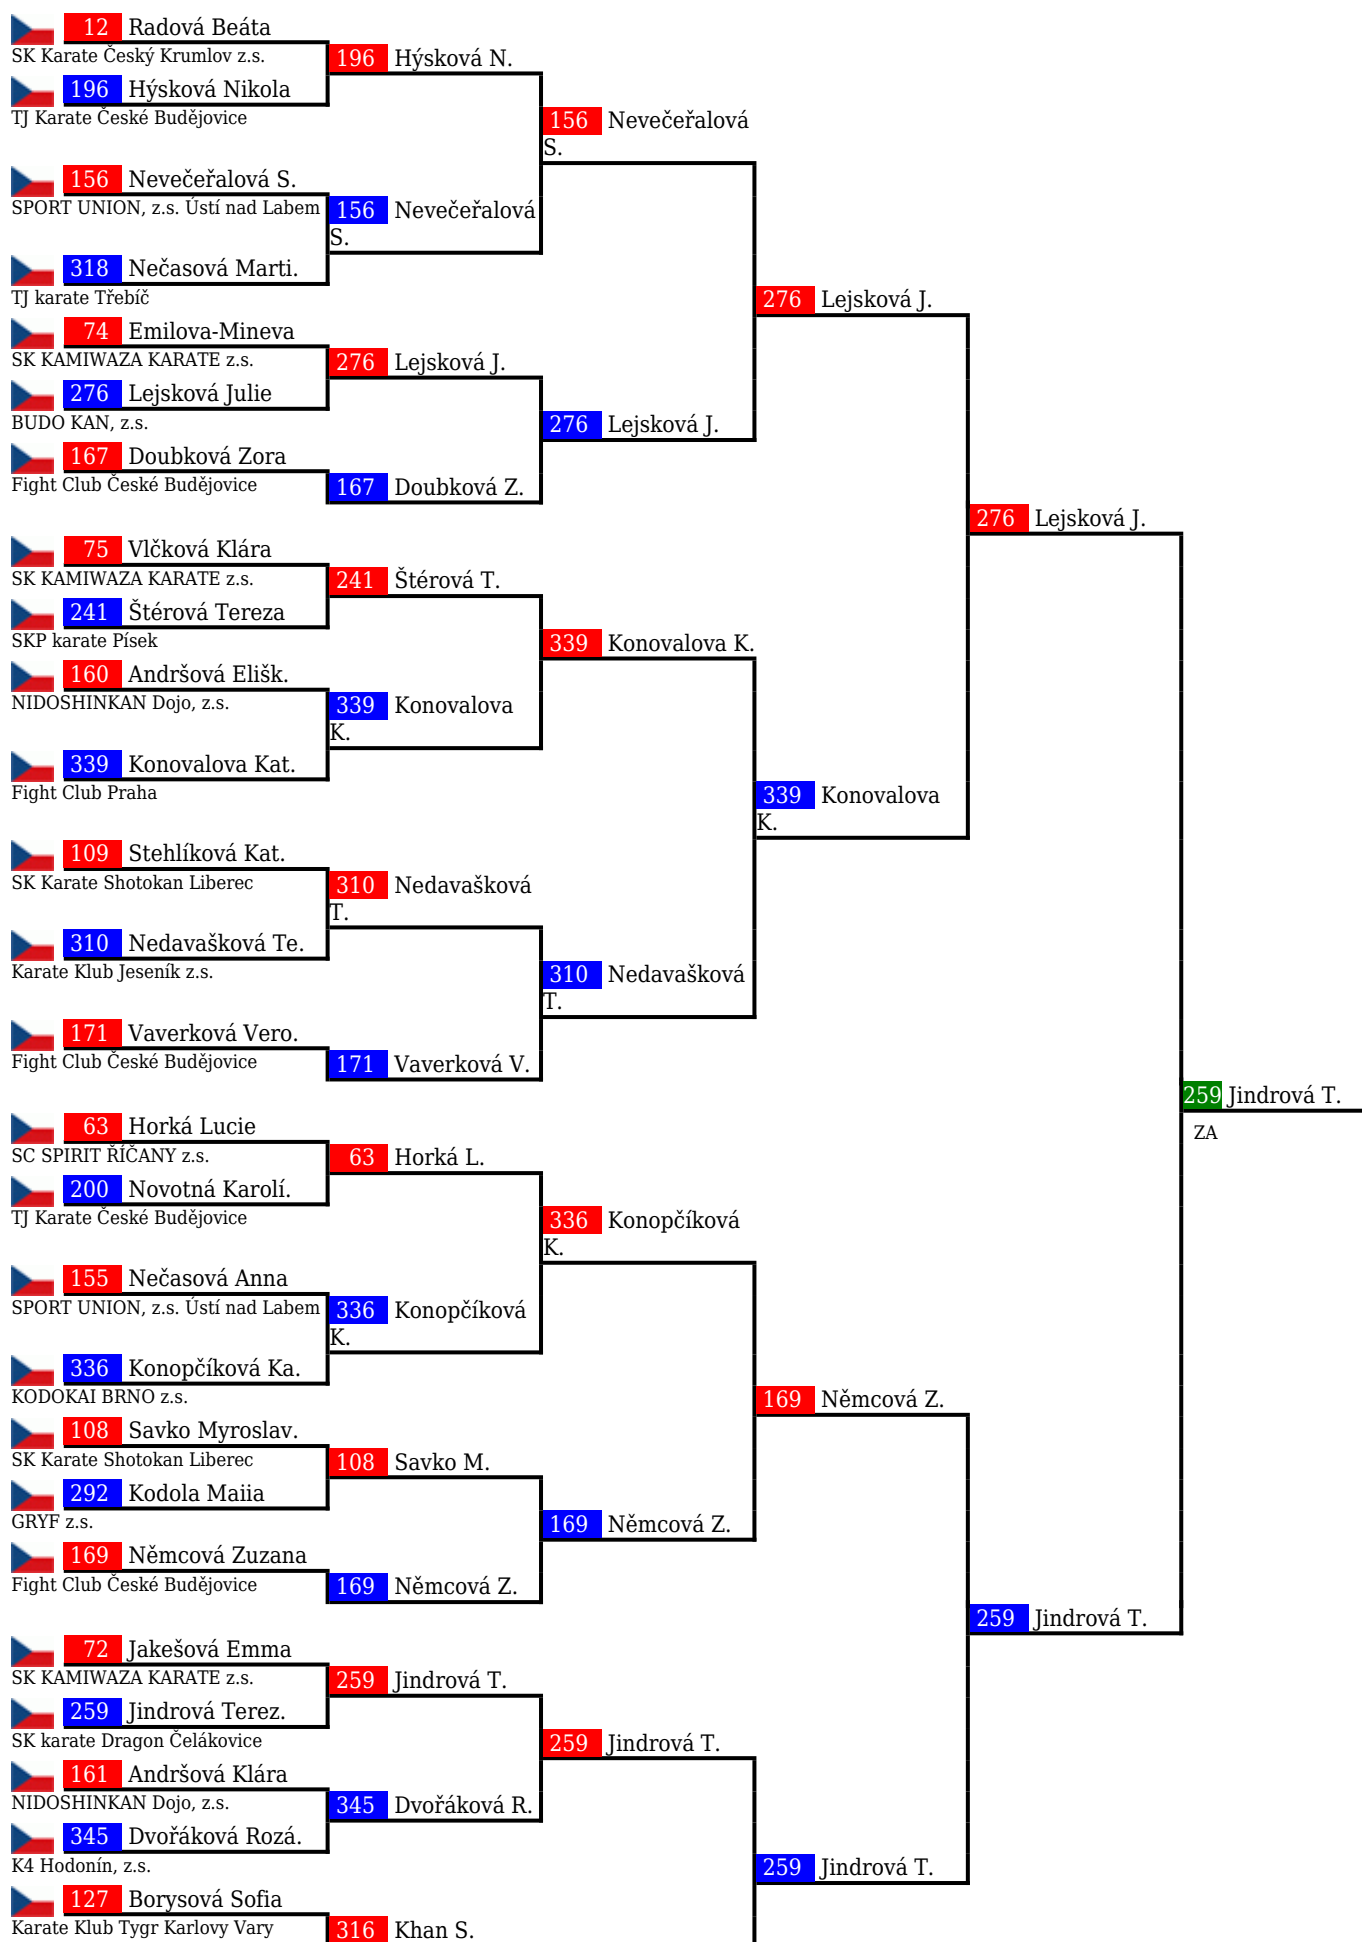 12 Radová Beáta
SK Karate Český Krumlov z.s.
196 Hýsková N.
196 Hýsková Nikola
TJ Karate České Budějovice
156 Nevečeřalová
S.
156 Nevečeřalová S.
SPORT UNION, z.s. Ústí nad Labem
156 Nevečeřalová
S.
318 Nečasová Marti.
TJ karate Třebíč
276 Lejsková J.
74 Emilova-Mineva
SK KAMIWAZA KARATE z.s.
276 Lejsková J.
276 Lejsková Julie
BUDO KAN, z.s.
276 Lejsková J.
167 Doubková Zora
Fight Club České Budějovice
167 Doubková Z.
276 Lejsková J.
75 Vlčková Klára
SK KAMIWAZA KARATE z.s.
241 Štérová T.
241 Štérová Tereza
SKP karate Písek
339 Konovalova K.
160 Andršová Elišk.
NIDOSHINKAN Dojo, z.s.
339 Konovalova
K.
339 Konovalova Kat.
Fight Club Praha
339 Konovalova
K.
109 Stehlíková Kat.
SK Karate Shotokan Liberec
310 Nedavašková
T.
310 Nedavašková Te.
Karate Klub Jeseník z.s.
310 Nedavašková
T.
171 Vaverková Vero.
Fight Club České Budějovice
171 Vaverková V.
259 Jindrová T.
ZA
63 Horká Lucie
SC SPIRIT ŘÍČANY z.s.
63 Horká L.
200 Novotná Karolí.
TJ Karate České Budějovice
336 Konopčíková
K.
155 Nečasová Anna
SPORT UNION, z.s. Ústí nad Labem
336 Konopčíková
K.
336 Konopčíková Ka.
KODOKAI BRNO z.s.
169 Němcová Z.
108 Savko Myroslav.
SK Karate Shotokan Liberec
108 Savko M.
292 Kodola Maiia
GRYF z.s.
169 Němcová Z.
169 Němcová Zuzana
Fight Club České Budějovice
169 Němcová Z.
259 Jindrová T.
72 Jakešová Emma
SK KAMIWAZA KARATE z.s.
259 Jindrová T.
259 Jindrová Terez.
SK karate Dragon Čelákovice
259 Jindrová T.
161 Andršová Klára
NIDOSHINKAN Dojo, z.s.
345 Dvořáková R.
345 Dvořáková Rozá.
K4 Hodonín, z.s.
259 Jindrová T.
127 Borysová Sofia
Karate Klub Tygr Karlovy Vary
316 Khan S.